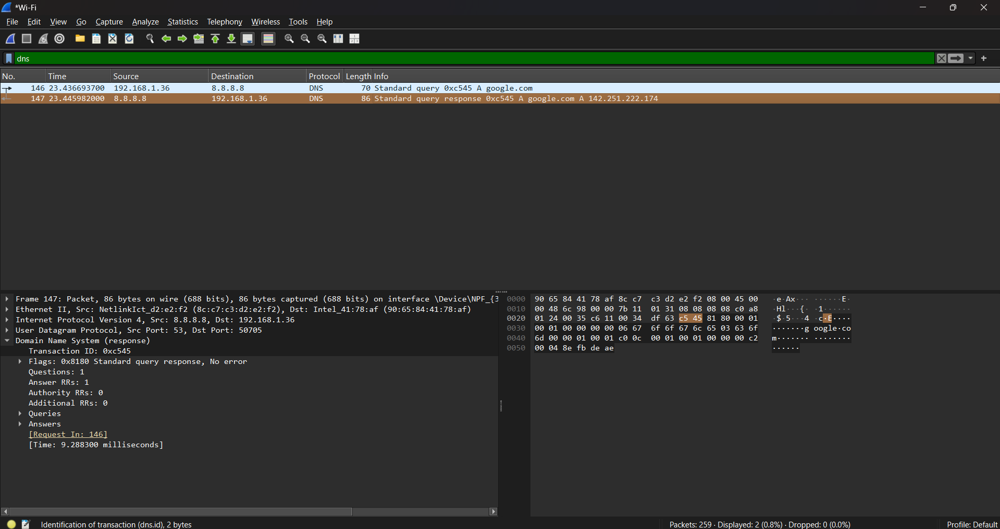 *Wi-Fi
File Edit View Go Capture Analyze Statistics Telephony Wireless Tools Help
dns
No. Time Source Destination Protocol Length Info
146 23.436693700 192.168.1.36 8.8.8.8 DNS 70 Standard query 0xc545 A google.com
147 23.445982000 8.8.8.8 192.168.1.36 DNS 86 Standard query response 0xc545 A google.com A 142.251.222.174
Frame 147: Packet, 86 bytes on wire (688 bits), 86 bytes captured (688 bits) on interface \Device\NPF_{3
Ethernet II, Src: NetlinkIct_d2:e2:f2 (8c:c7:c3:d2:e2:f2), Dst: Intel_41:78:af (90:65:84:41:78:af)
Internet Protocol Version 4, Src: 8.8.8.8, Dst: 192.168.1.36
User Datagram Protocol, Src Port: 53, Dst Port: 50705
Domain Name System (response)
Transaction ID: 0xc545
Flags: 0x8180 Standard query response, No error
Questions: 1
Answer RRs: 1
Authority RRs: 0
Additional RRs: 0
Queries
Answers
[Request In: 146]
[Time: 9.288300 milliseconds]
0000 90 65 84 41 78 af 8c c7 c3 d2 e2 f2 08 00 45 00 ·e·Ax··· ······E·
0010 00 48 6c 98 00 00 7b 11 01 31 08 08 08 08 c0 a8 ·Hl···{· ·1······
0020 01 24 00 35 c6 11 00 34 df 63 c5 45 81 80 00 01 ·$·5···4 ·c·E····
0030 00 01 00 00 00 00 06 67 6f 6f 67 6c 65 03 63 6f ·······g oogle·co
0040 6d 00 00 01 00 01 c0 0c 00 01 00 01 00 00 00 c2 m······· ········
0050 00 04 8e fb de ae ······
Identification of transaction (dns.id), 2 bytes
Packets: 259 · Displayed: 2 (0.8%) · Dropped: 0 (0.0%)
Profile: Default